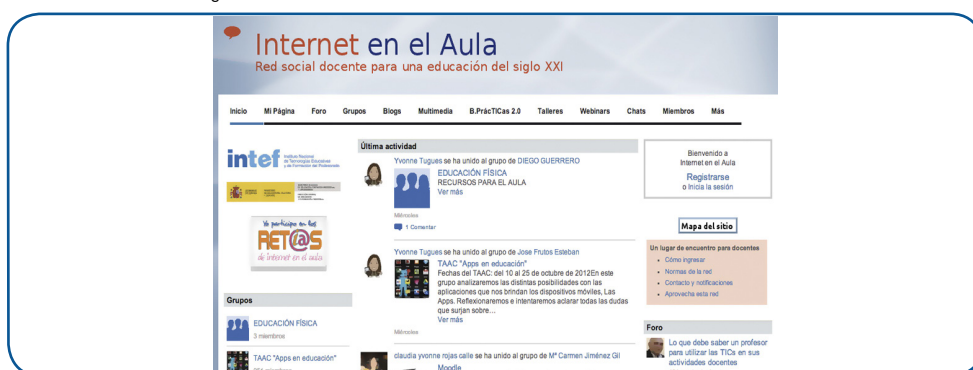 Internet en el Aula
Red social docente para una educación del siglo XXI
Inicio Mi Página Foro Grupos Blogs Multimedia B.PrácTICas 2.0 Talleres Webinars Chats Miembros Más
intef
Instituto Nacional
de Tecnologías Educativas
y de Formación del Profesorado
Yo participo en los
RET@S
de internet en el aula
Grupos
EDUCACIÓN FÍSICA
3 miembros
TAAC "Apps en educación"
Última actividad
Yvonne Tugues se ha unido al grupo de DIEGO GUERRERO
EDUCACIÓN FÍSICA
RECURSOS PARA EL AULA
Ver más
Miércoles
1 Comentar
Yvonne Tugues se ha unido al grupo de Jose Frutos Esteban
TAAC "Apps en educación"
Fechas del TAAC: del 10 al 25 de octubre de 2012En este
grupo analizaremos las distintas posibilidades con las
aplicaciones que nos brindan los dispositivos móviles, Las
Apps. Reflexionaremos e intentaremos aclarar todas las dudas
que surjan sobre…
Ver más
Miércoles
claudia yvonne rojas calle se ha unido al grupo de Mª Carmen Jiménez Gil
Moodle
Bienvenido a
Internet en el Aula
Registrarse
o Inicia la sesión
Mapa del sitio
Un lugar de encuentro para docentes
Cómo ingresar
Normas de la red
Contacto y notificaciones
Aprovecha esta red
Foro
Lo que debe saber un profesor
para utilizar las TICs en sus
actividades docentes